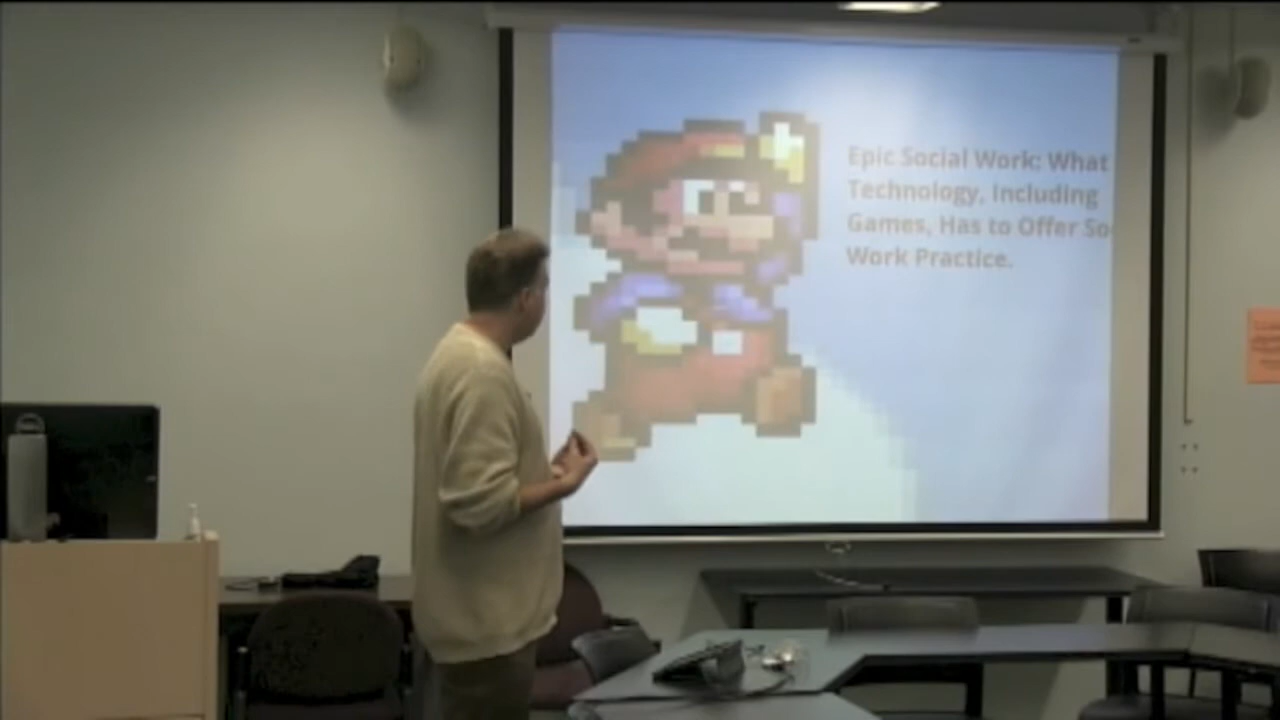 Epic Social Work: What
Technology, Including
Games, Has to Offer So
Work Practice.